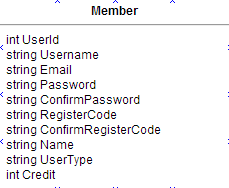 Member
int UserId
string Username
string Email
string Password
string ConfirmPassword
string RegisterCode
string ConfirmRegisterCode
string Name
string UserType
int Credit